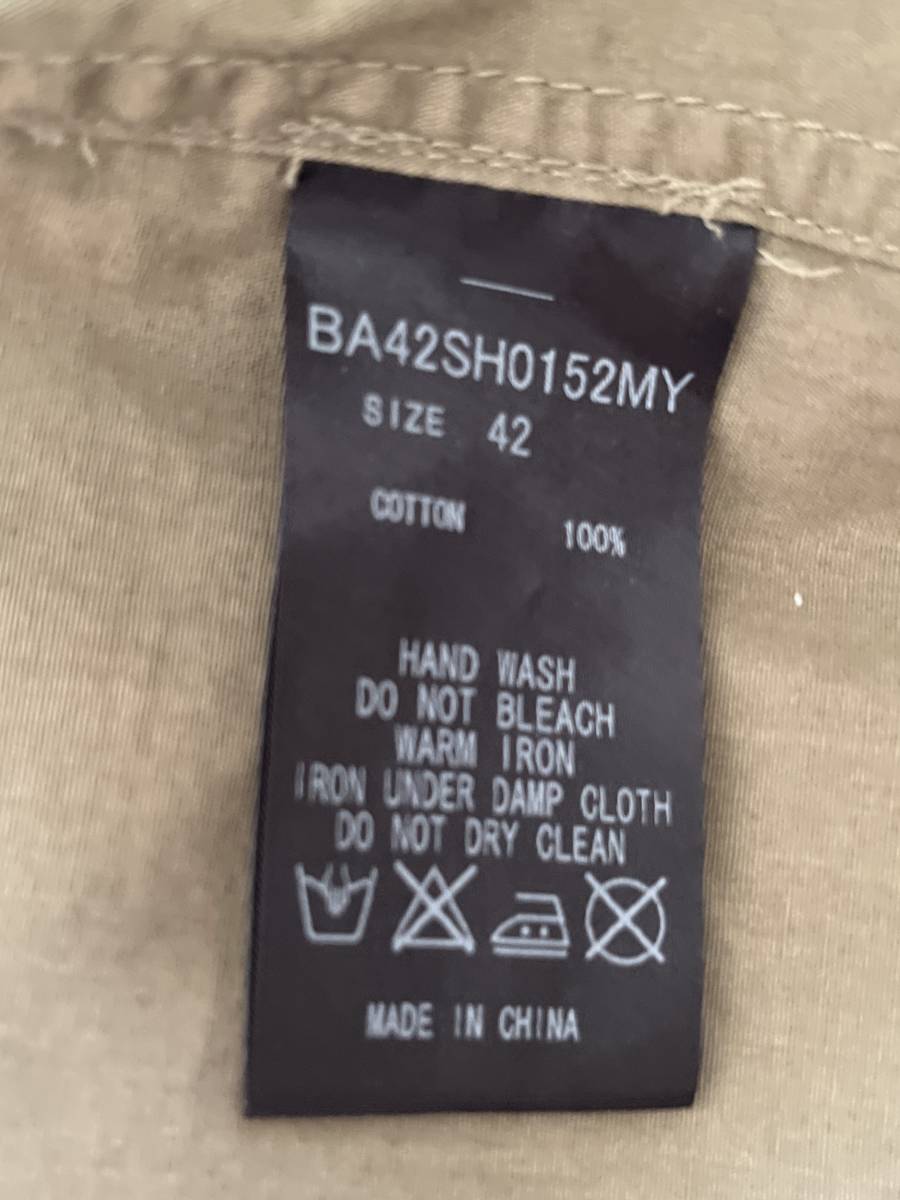 BA42SH0152MY
SIZE 42
COTTON 100%
HAND WASH
DO NOT BLEACH
WARM IRON
IRON UNDER DAMP CLOTH
DO NOT DRY CLEAN
MADE IN CHINA